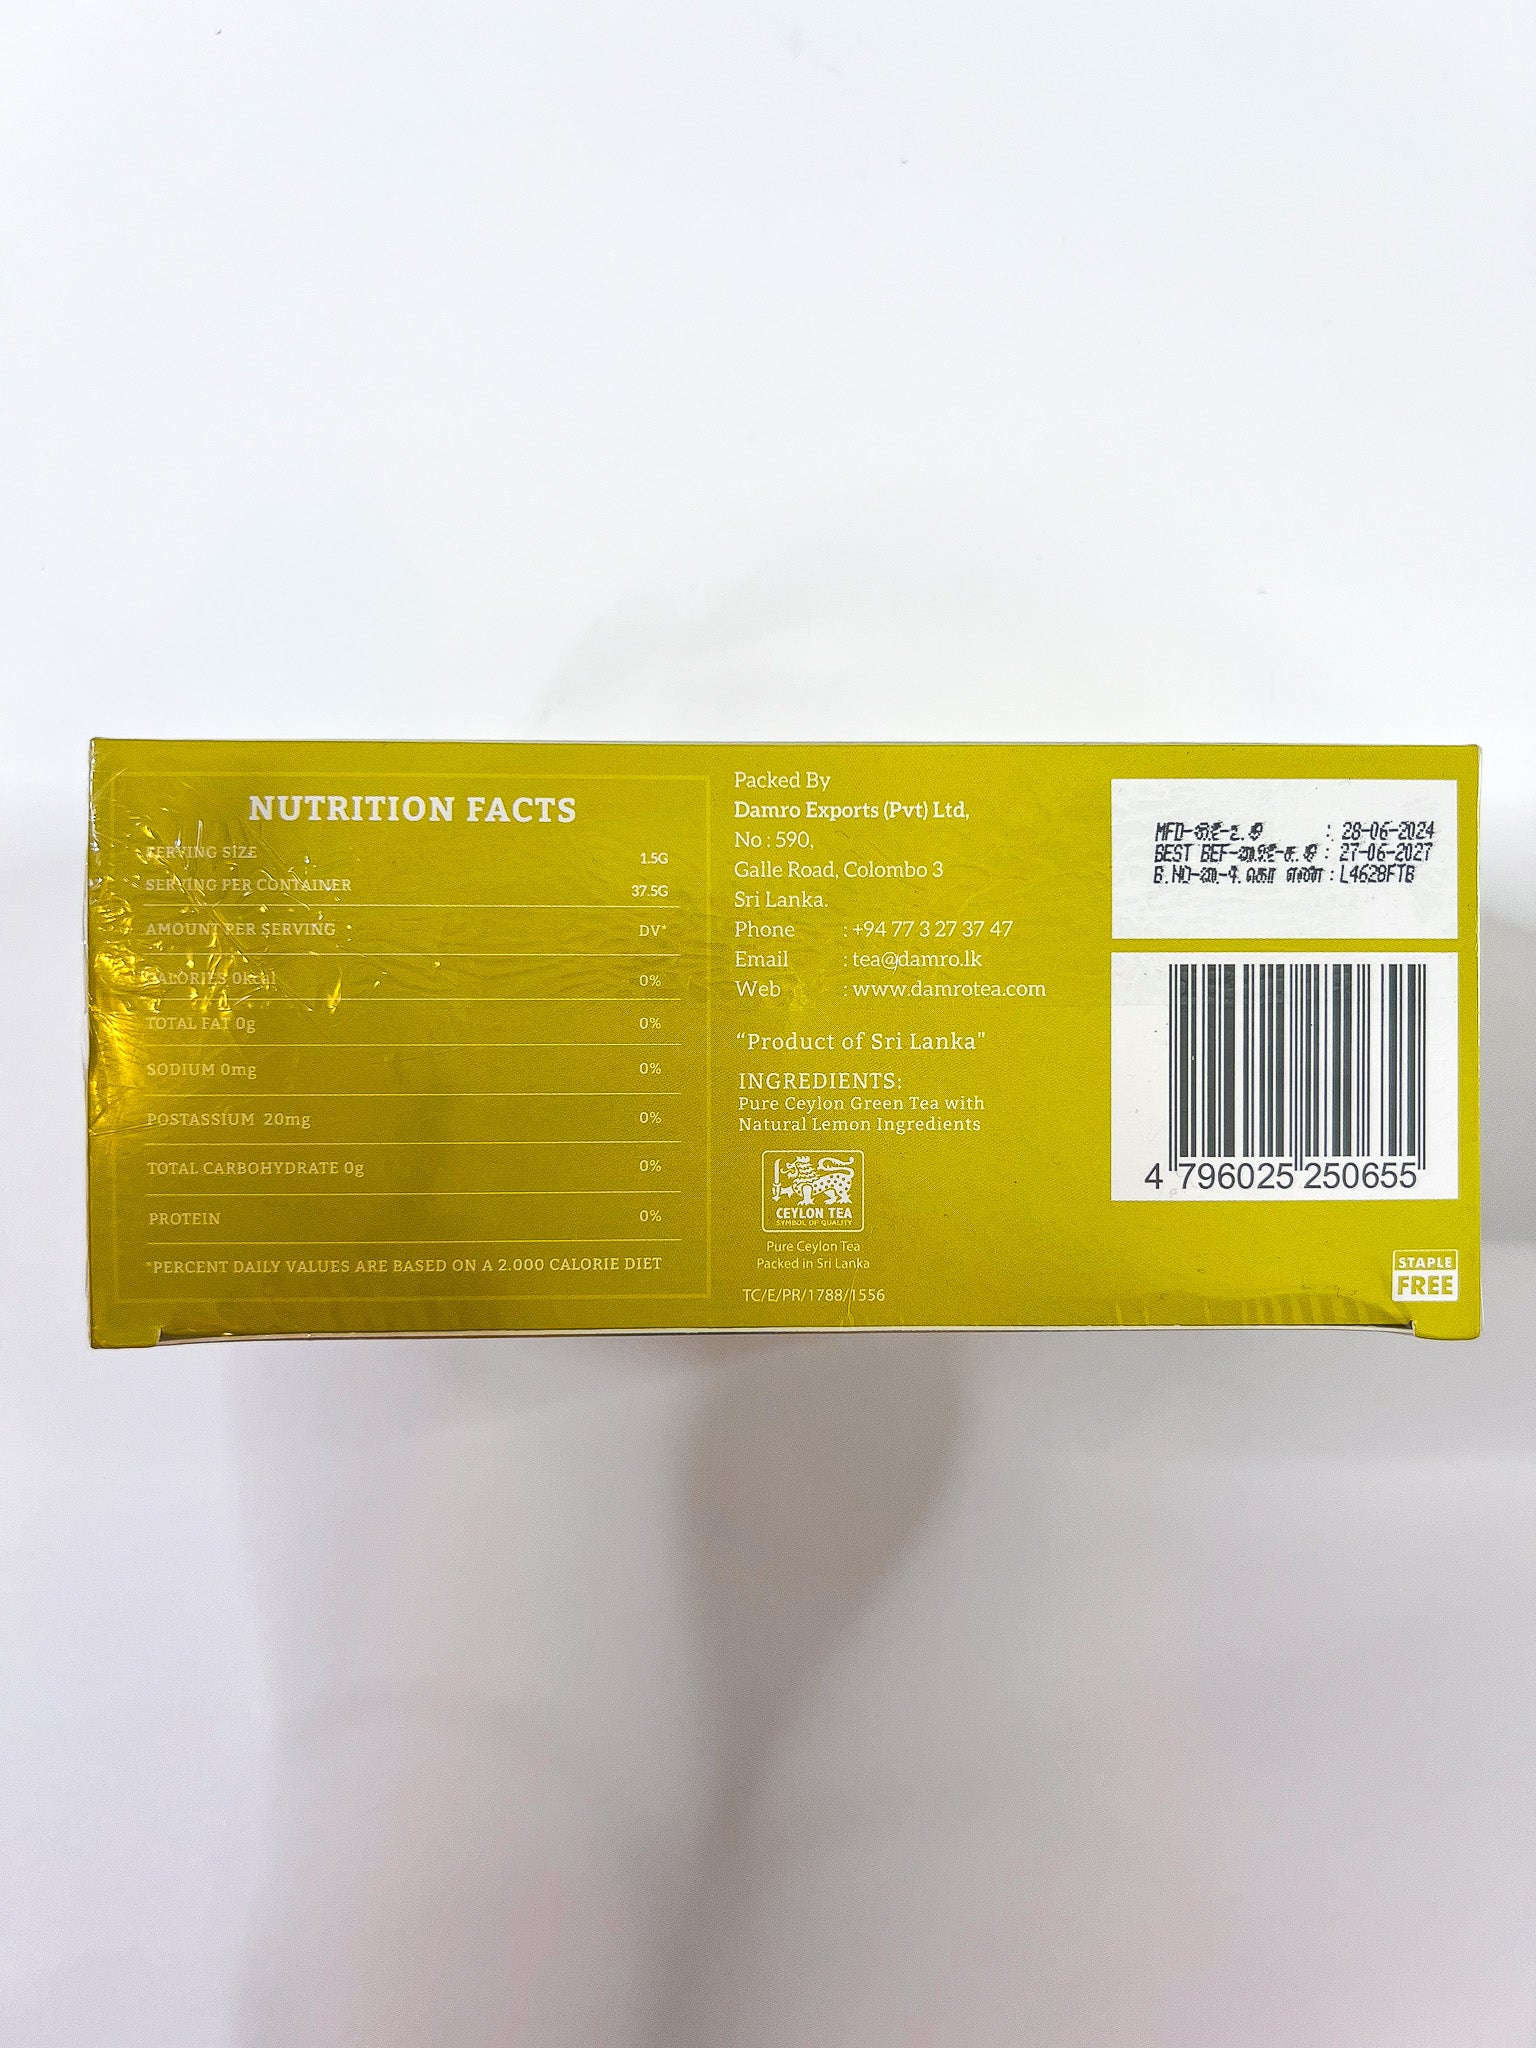 NUTRITION FACTS
SERVING SIZE 1.5G
SERVING PER CONTAINER 37.5G
AMOUNT PER SERVING DV*
CALORIES 0kcal 0%
TOTAL FAT 0g 0%
SODIUM 0mg 0%
POSTASSIUM 20mg 0%
TOTAL CARBOHYDRATE 0g 0%
PROTEIN 0%
*PERCENT DAILY VALUES ARE BASED ON A 2.000 CALORIE DIET
Packed By
Damro Exports (Pvt) Ltd,
No : 590,
Galle Road, Colombo 3
Sri Lanka.
Phone : +94 77 3 27 37 47
Email : tea@damro.lk
Web : www.damrotea.com
“Product of Sri Lanka"
INGREDIENTS:
Pure Ceylon Green Tea with
Natural Lemon Ingredients
CEYLON TEA
SYMBOL OF QUALITY
Pure Ceylon Tea
Packed in Sri Lanka
TC/E/PR/1788/1556
MFD : 28-06-2024
BEST BEF : 27-06-2027
B.NO : L4628FTB
4 796025 250655
STAPLE
FREE